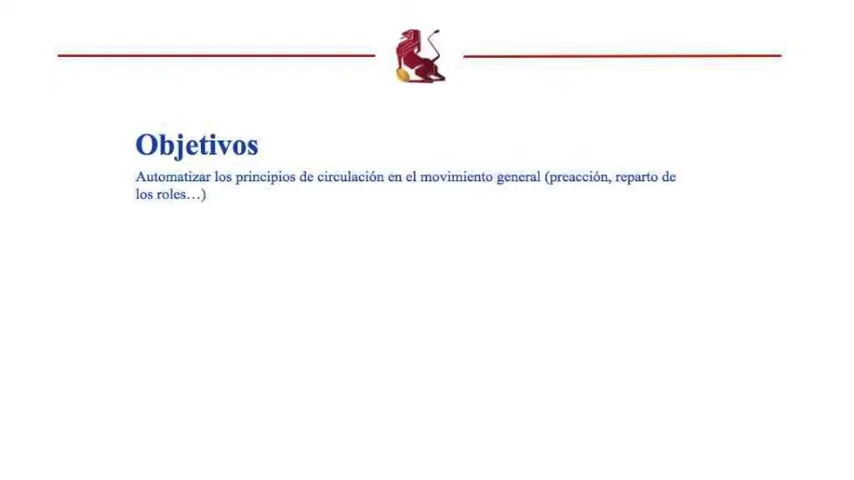 Objetivos
Automatizar los principios de circulación en el movimiento general (preacción, reparto de
los roles…)